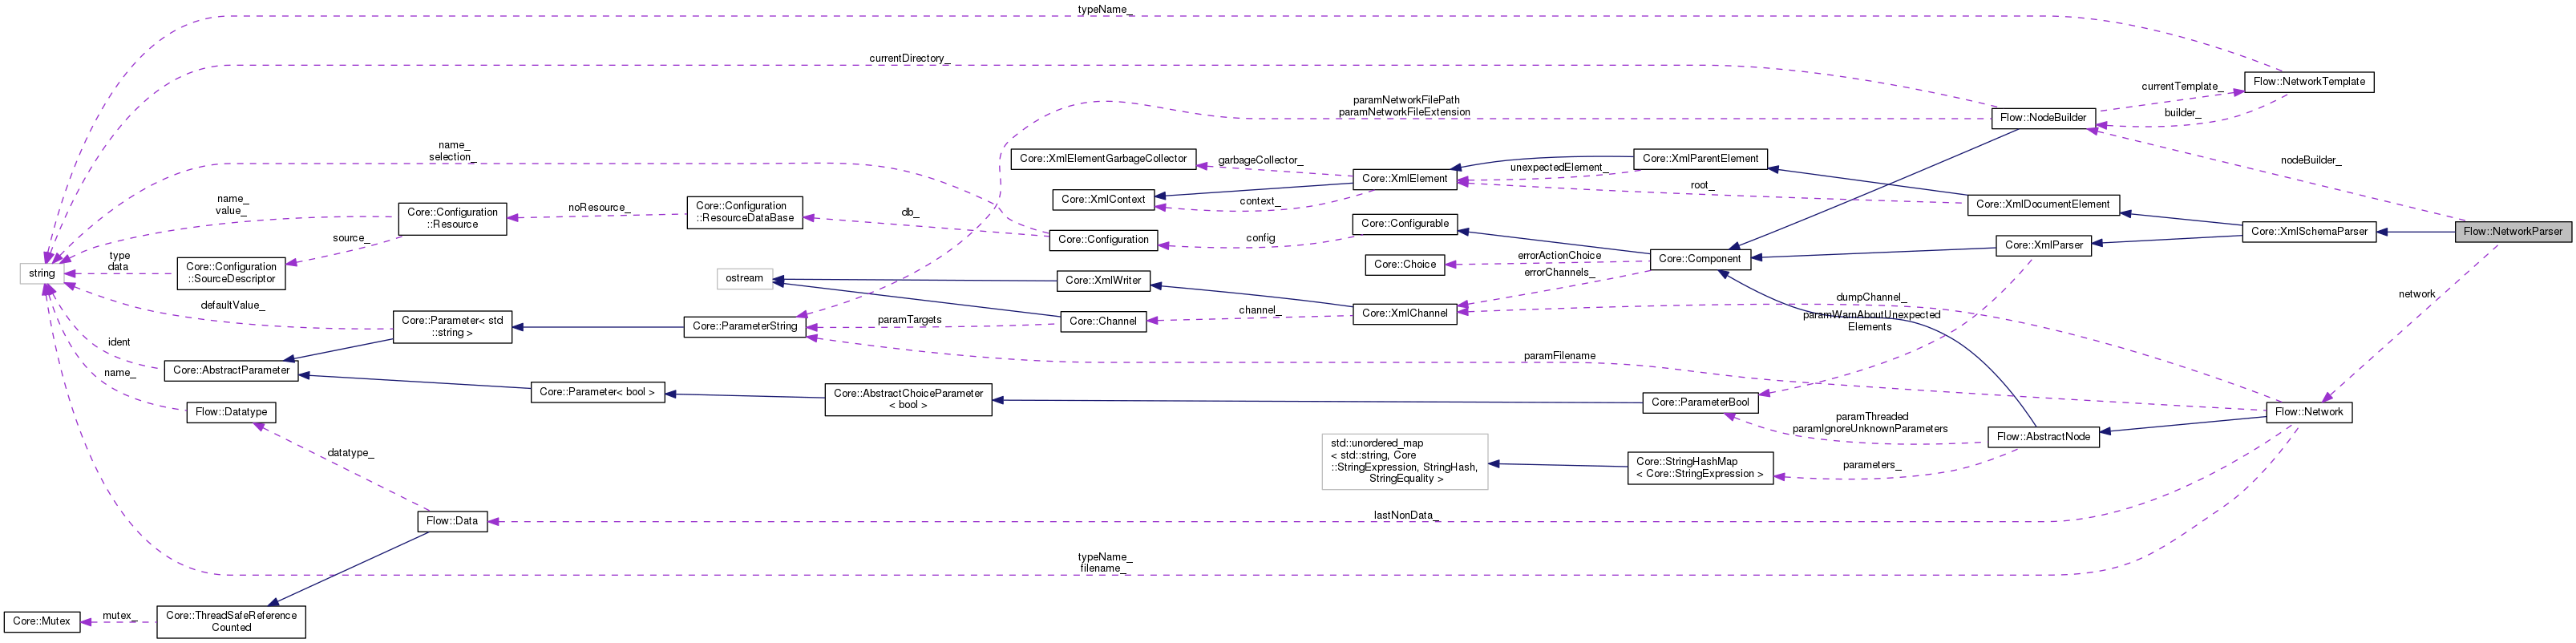 typeName_
currentDirectory_
Flow::NetworkTemplate
currentTemplate_
paramNetworkFilePath
paramNetworkFileExtension
builder_
Flow::NodeBuilder
name_
selection_
Core::XmlElementGarbageCollector
garbageCollector_
Core::XmlParentElement
nodeBuilder_
unexpectedElement_
Core::XmlElement
root_
Core::XmlContext
context_
name_
value_
Core::Configuration
::Resource
noResource_
Core::Configuration
::ResourceDataBase
db_
Core::XmlDocumentElement
Core::Configurable
config
Core::Configuration
Core::XmlSchemaParser
Flow::NetworkParser
source_
Core::XmlParser
type
data
Core::Configuration
::SourceDescriptor
string
errorActionChoice
Core::Choice
Core::Component
errorChannels_
ostream
Core::XmlWriter
network
dumpChannel_
defaultValue_
channel_
Core::XmlChannel
paramWarnAboutUnexpected
Elements
Core::Parameter< std
::string >
Core::ParameterString
paramTargets
Core::Channel
ident
paramFilename
Core::AbstractParameter
name_
Core::Parameter< bool >
Core::AbstractChoiceParameter
< bool >
Core::ParameterBool
Flow::Datatype
Flow::Network
paramThreaded
paramIgnoreUnknownParameters
Flow::AbstractNode
std::unordered_map
< std::string, Core
::StringExpression, StringHash,
StringEquality >
Core::StringHashMap
< Core::StringExpression >
parameters_
datatype_
Flow::Data
lastNonData_
typeName_
filename_
Core::Mutex
mutex_
Core::ThreadSafeReference
Counted